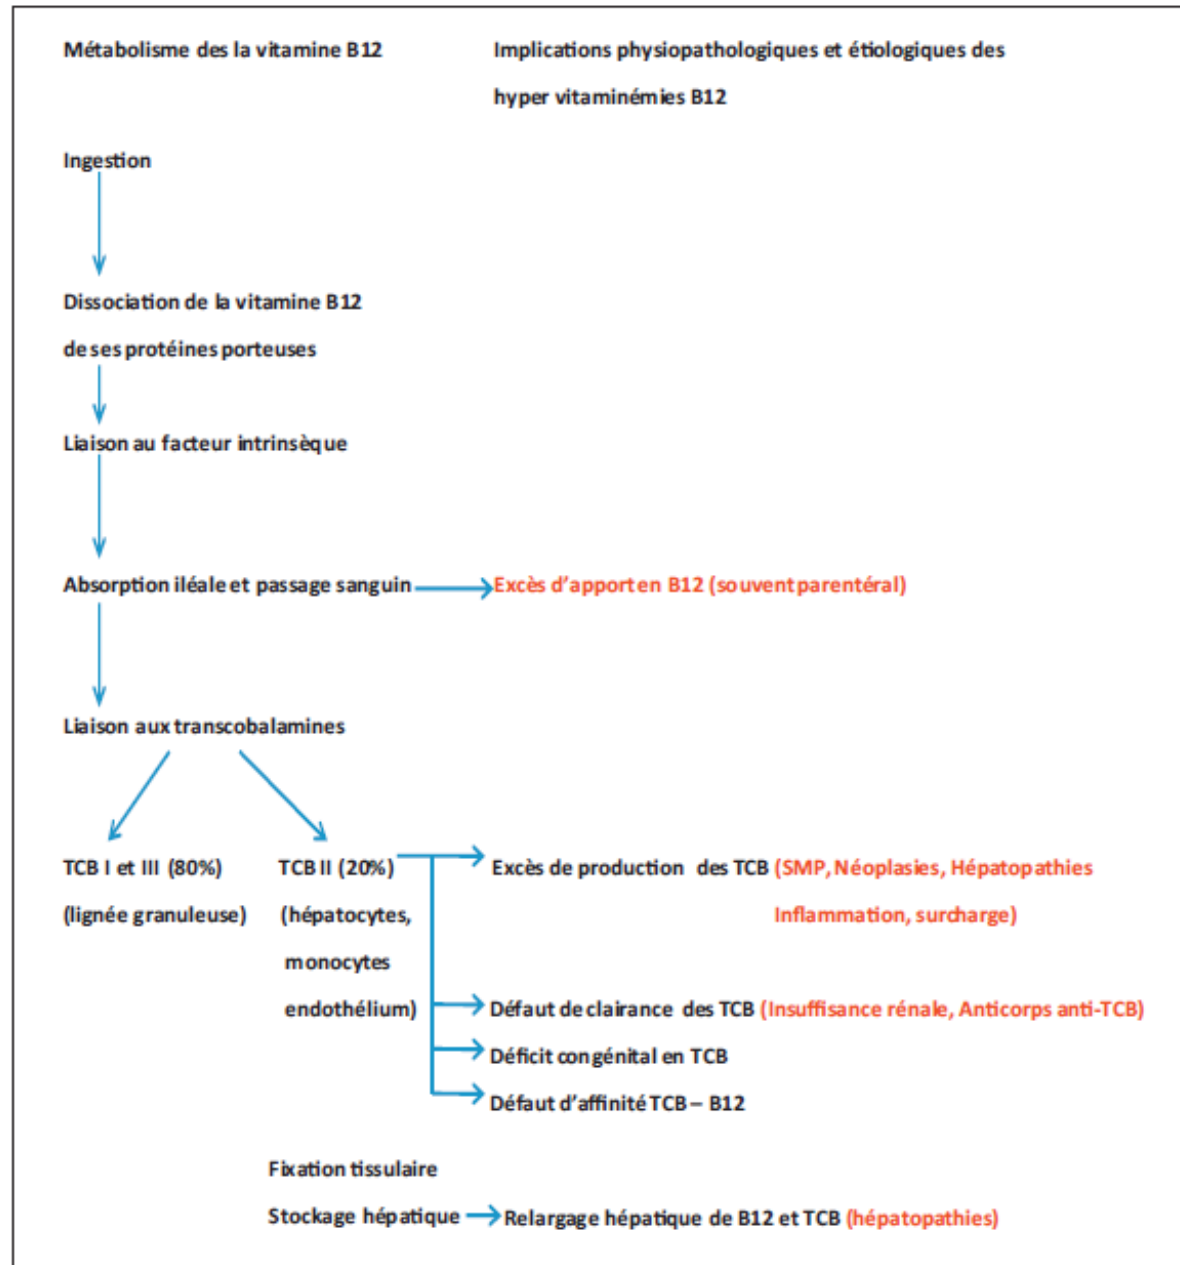 Métabolisme des la vitamine B12
Implications physiopathologiques et étiologiques des
hyper vitaminémies B12
Ingestion
Dissociation de la vitamine B12
de ses protéines porteuses
Liaison au facteur intrinsèque
Absorption iléale et passage sanguin
Excès d'apport en B12 (souvent parentéral)
Liaison aux transcobalamines
TCB I et III (80%)
(lignée granuleuse)
TCB II (20%)
(hépatocytes,
monocytes
endothélium)
Excès de production des TCB (SMP, Néoplasies, Hépatopathies
Inflammation, surcharge)
Défaut de clairance des TCB (Insuffisance rénale, Anticorps anti-TCB)
Déficit congénital en TCB
Défaut d'affinité TCB – B12
Fixation tissulaire
Stockage hépatique
Relargage hépatique de B12 et TCB (hépatopathies)